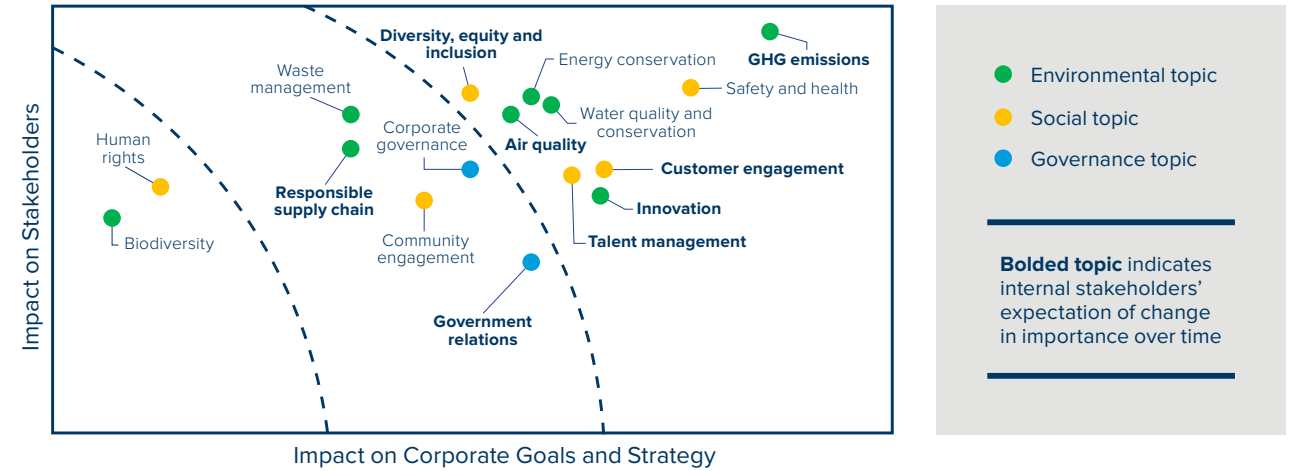 Diversity, equity and
inclusion
Energy conservation
GHG emissions
Waste
management
Safety and health
Corporate
governance
Water quality and
conservation
Air quality
Human
rights
Customer engagement
Responsible
supply chain
Innovation
Biodiversity
Community
engagement
Talent management
Government
relations
Impact on Stakeholders
Impact on Corporate Goals and Strategy
Environmental topic
Social topic
Governance topic
Bolded topic indicates
internal stakeholders’
expectation of change
in importance over time